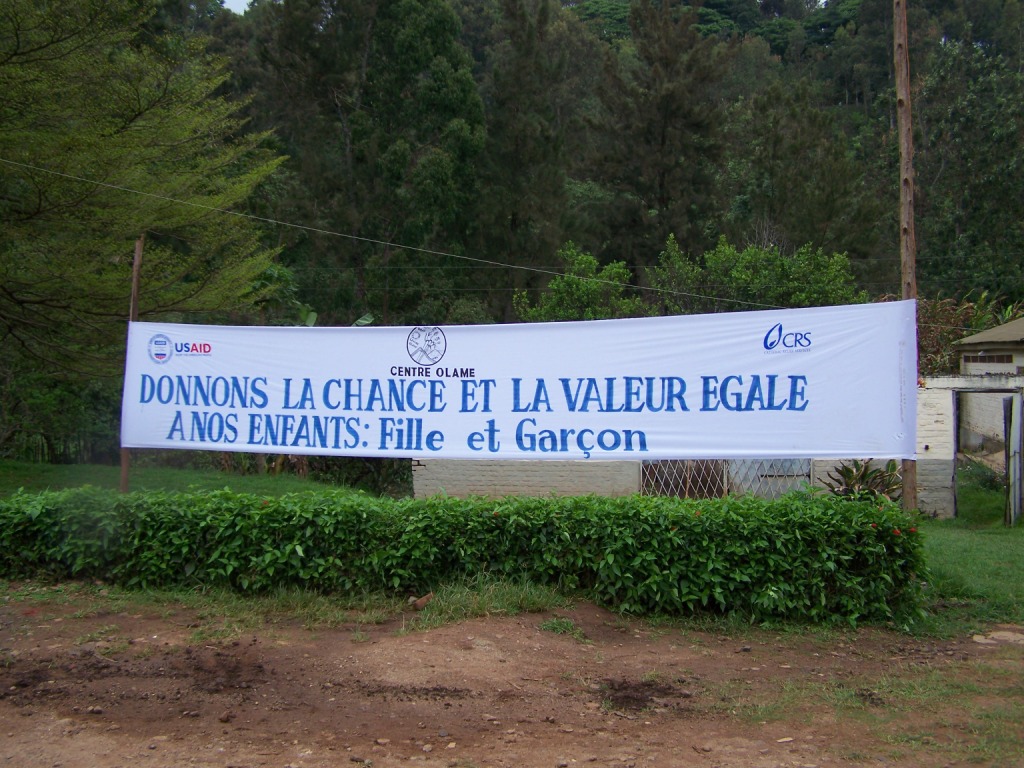 USAID
CENTRE OLAME
CRS
DONNONS LA CHANCE ET LA VALEUR EGALE
A NOS ENFANTS: Fille et Garçon